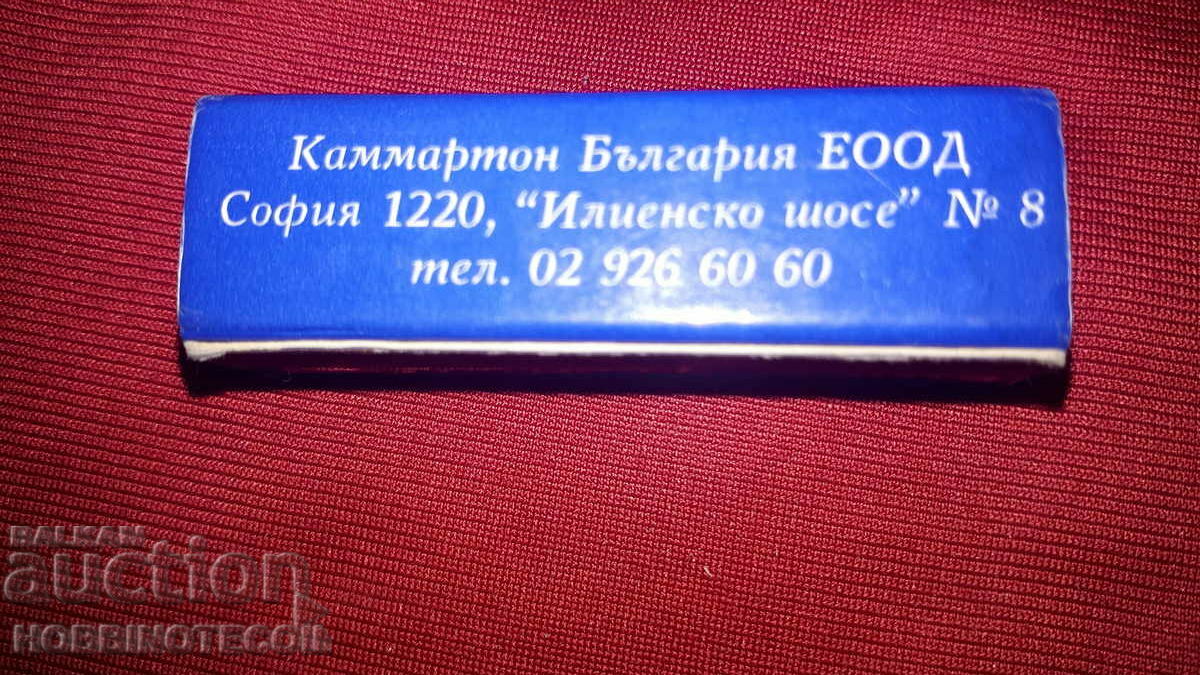 Каммартон България ЕООД
София 1220, “Илиенско шосе” № 8
тел. 02 926 60 60
BALKAN
auction
HOBBINOTECOIL